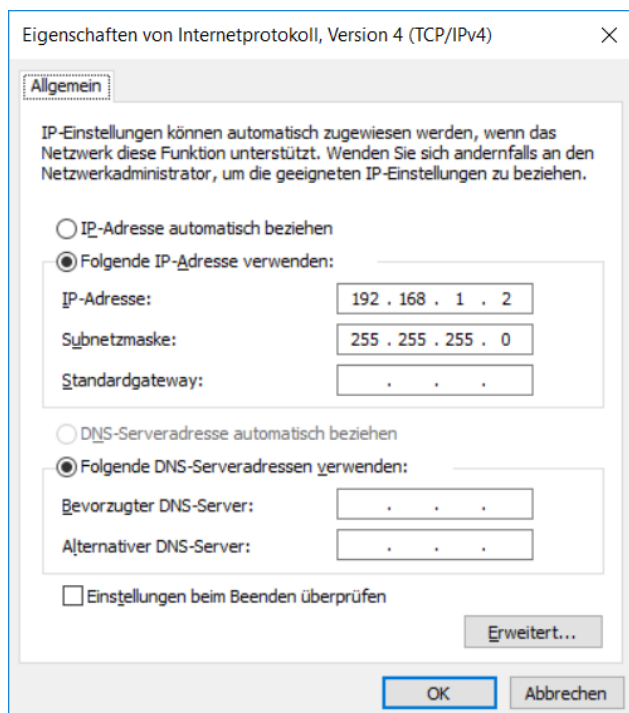 Eigenschaften von Internetprotokoll, Version 4 (TCP/IPv4)
Allgemein
IP-Einstellungen können automatisch zugewiesen werden, wenn das
Netzwerk diese Funktion unterstützt. Wenden Sie sich andernfalls an den
Netzwerkadministrator, um die geeigneten IP-Einstellungen zu beziehen.
IP-Adresse automatisch beziehen
Folgende IP-Adresse verwenden:
IP-Adresse: 192 . 168 . 1 . 2
Subnetzmaske: 255 . 255 . 255 . 0
Standardgateway: . . .
DNS-Serveradresse automatisch beziehen
Folgende DNS-Serveradressen verwenden:
Bevorzugter DNS-Server: . . .
Alternativer DNS-Server: . . .
Einstellungen beim Beenden überprüfen
Erweitert...
OK Abbrechen